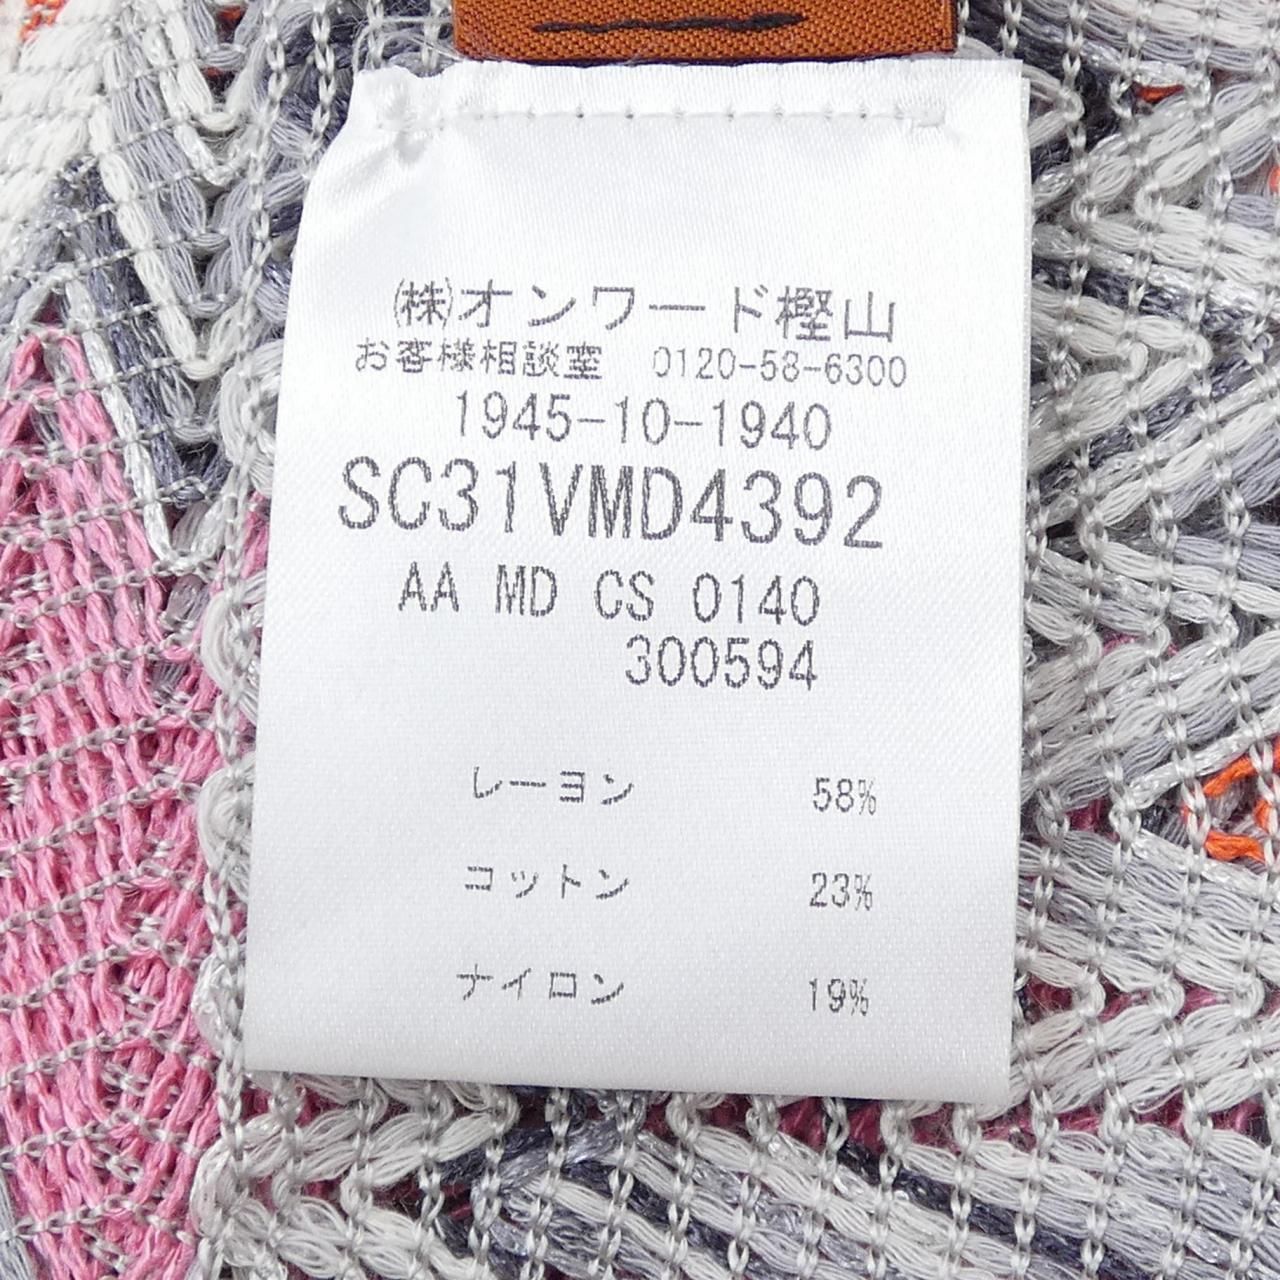 ㈱オンワード樫山
お客様相談室　0120-58-6300
1945-10-1940
SC31VMD4392
AA MD CS 0140
300594
レーヨン　58%
コットン　23%
ナイロン　19%